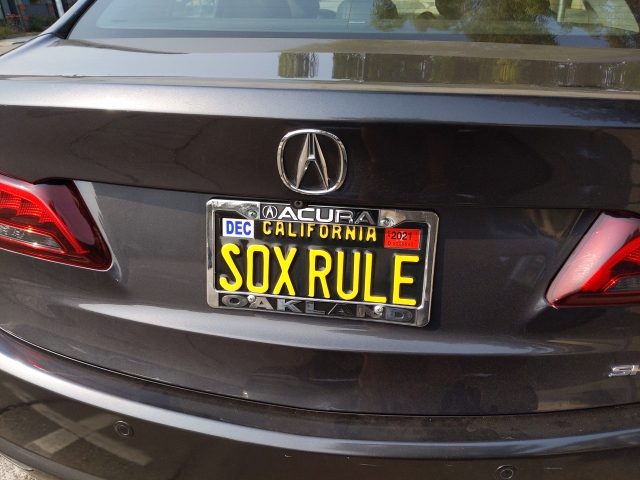 ACURA
DEC CALIFORNIA 2021
SOX RULE
OAKLAND